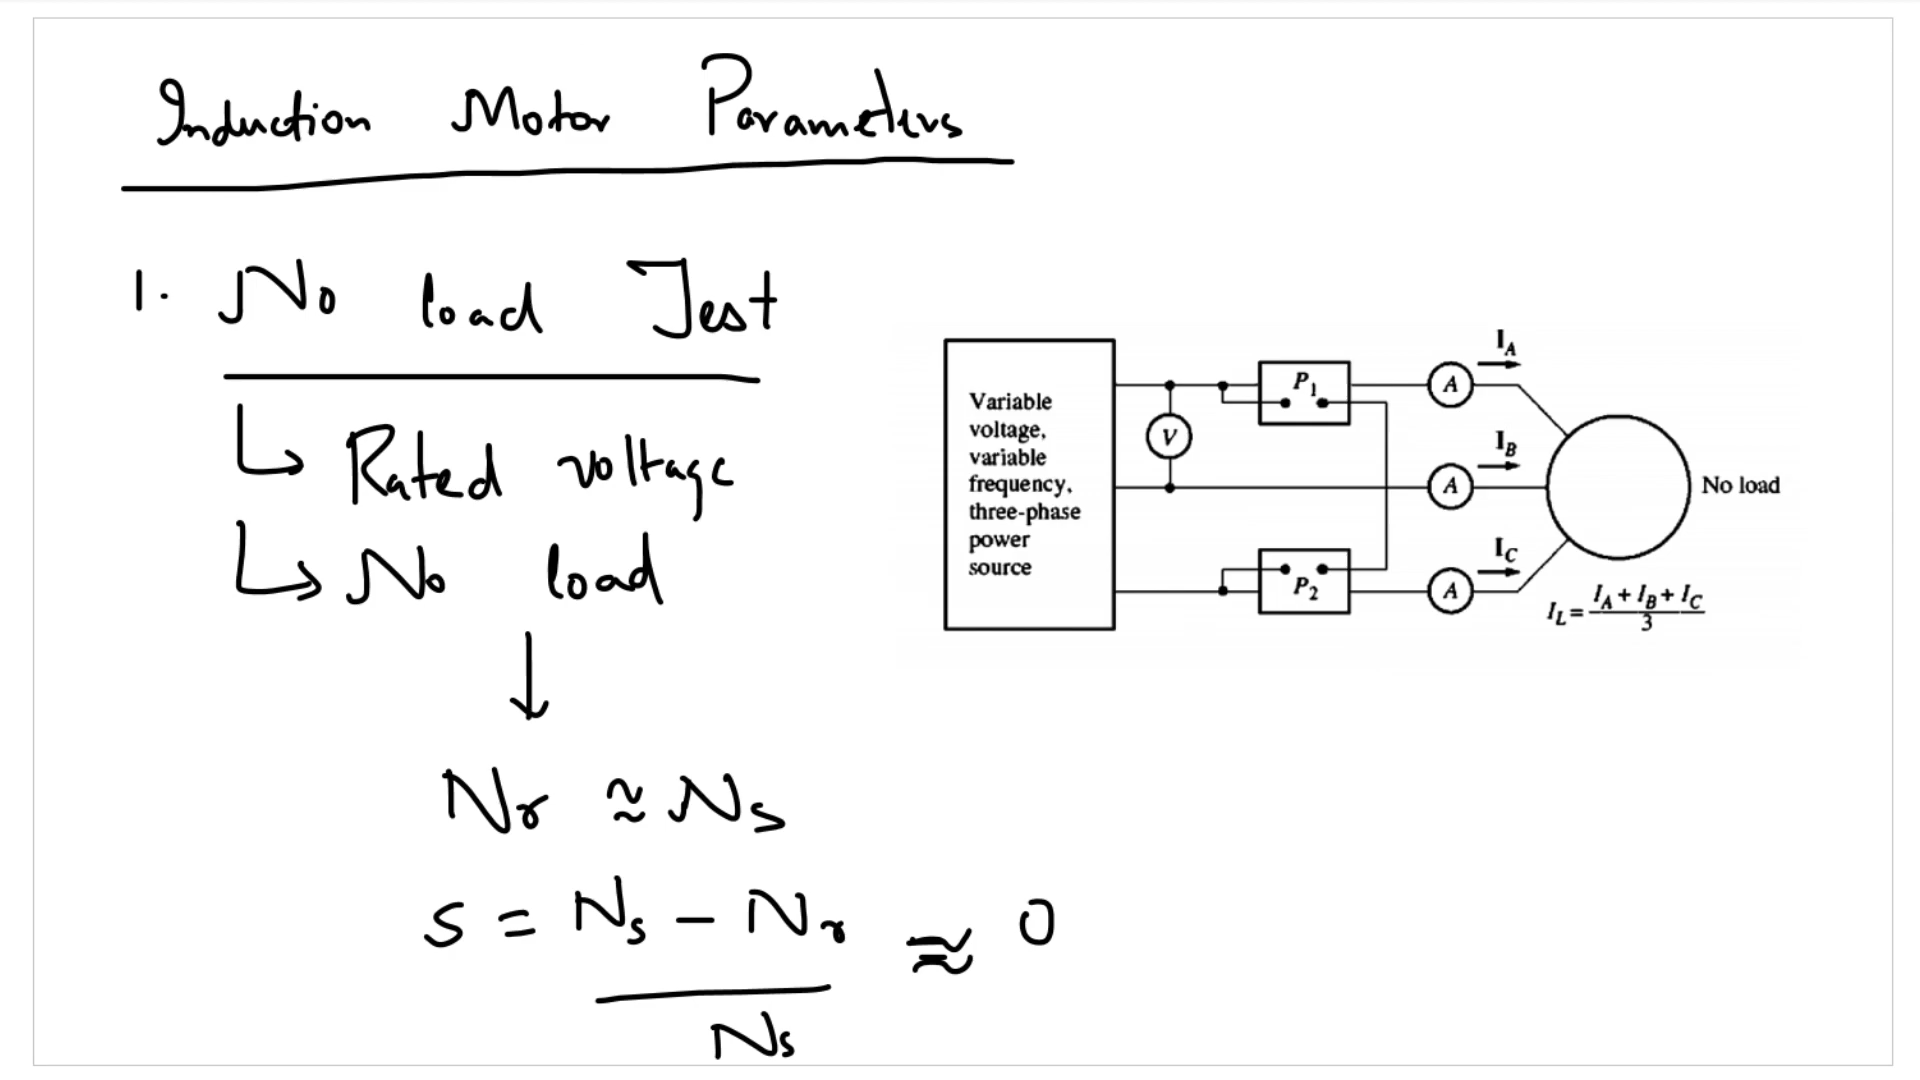 Induction Motor Parameters
1. No load Test
↳ Rated voltage
↳ No load
↓
Nr ≈ Ns
s = Ns - Nr ≈ 0
Ns
Variable
voltage,
variable
frequency,
three-phase
power
source
V
P1
P2
A
A
A
IA
IB
IC
No load
IL = IA + IB + IC
3